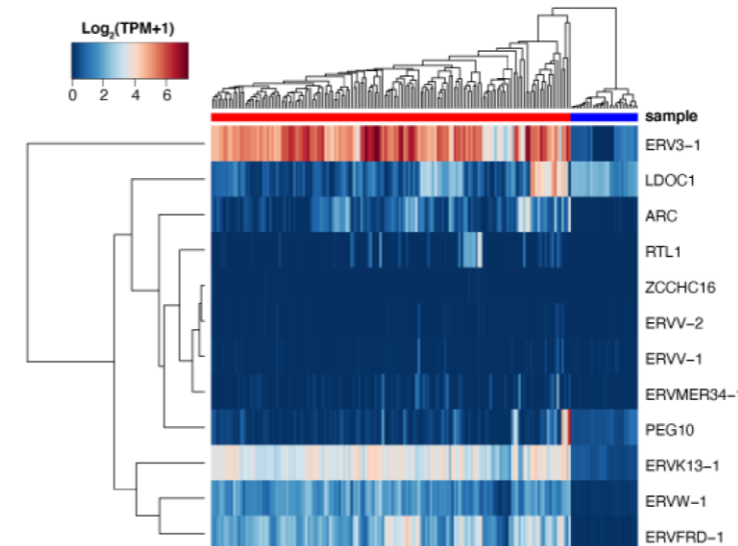 Log2(TPM+1)
0 2 4 6
sample
ERV3−1
LDOC1
ARC
RTL1
ZCCHC16
ERVV−2
ERVV−1
ERVMER34−
PEG10
ERVK13−1
ERVW−1
ERVFRD−1